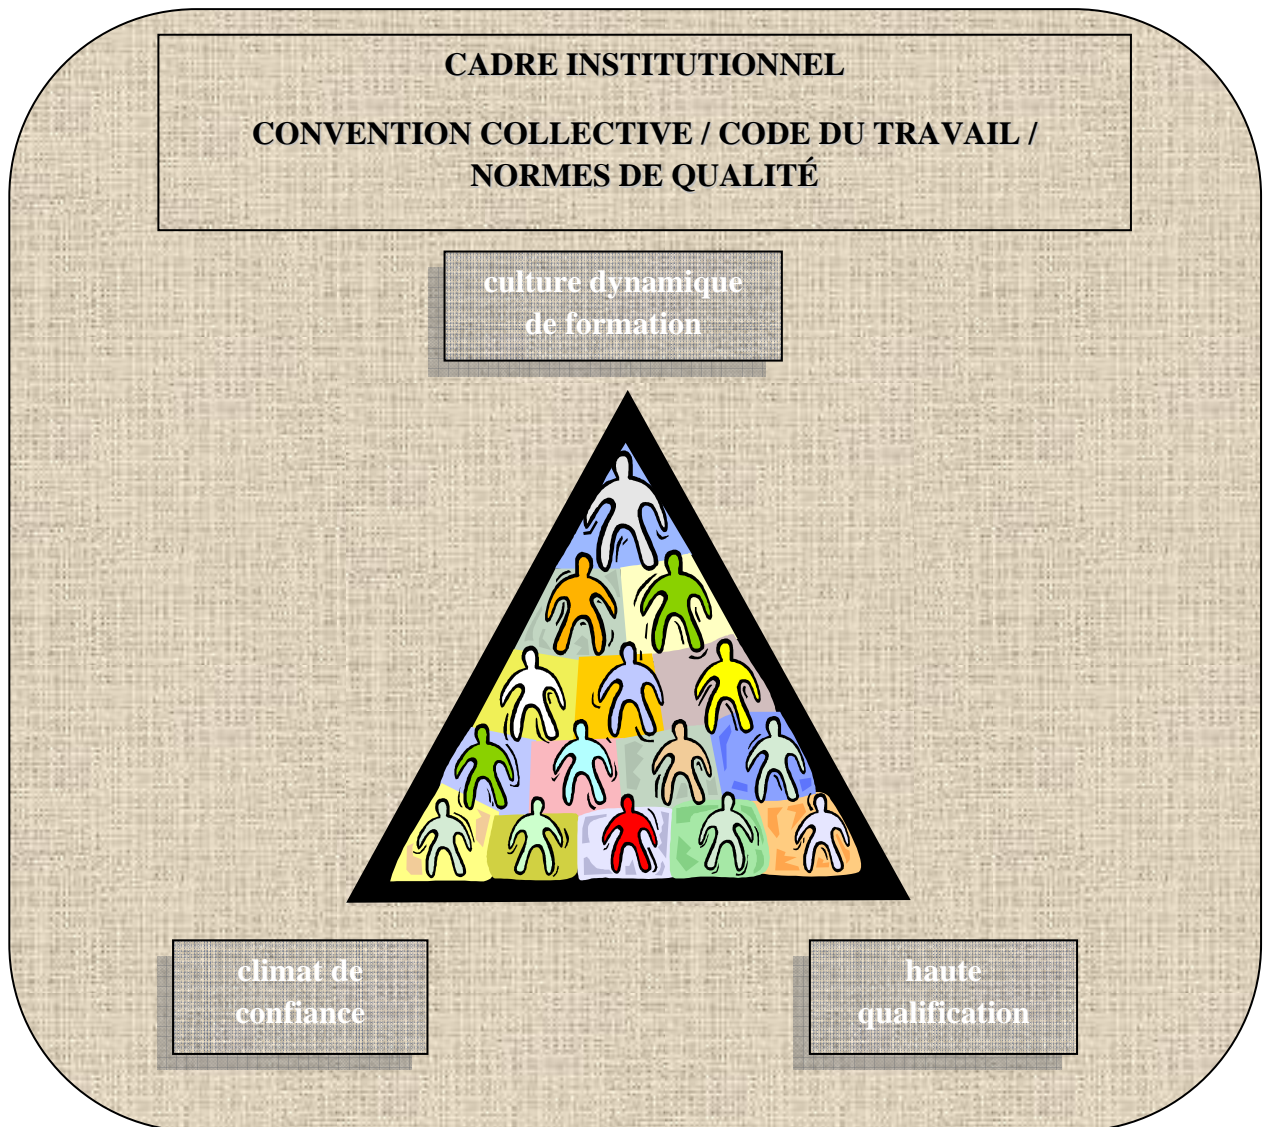 CADRE INSTITUTIONNEL
CONVENTION COLLECTIVE / CODE DU TRAVAIL /
NORMES DE QUALITÉ
culture dynamique
de formation
climat de
confiance
haute
qualification